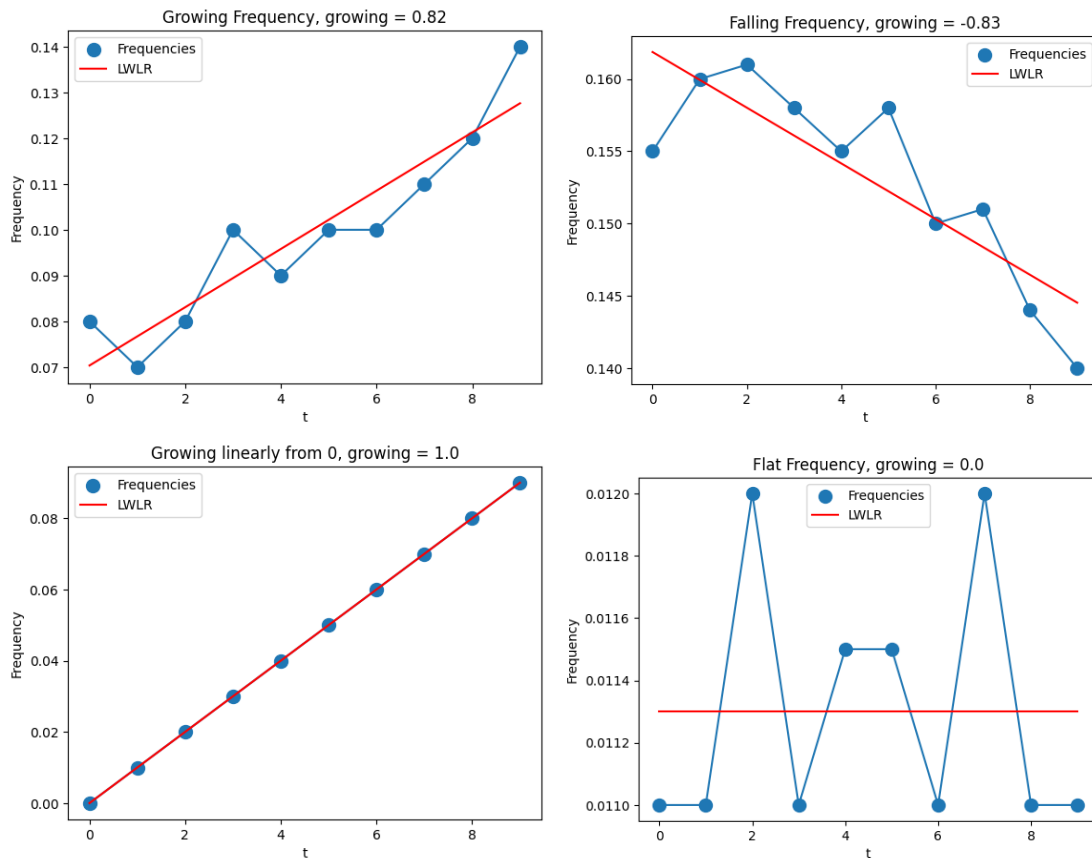 Growing Frequency, growing = 0.82
Frequencies
LWLR
0.14
0.13
0.12
0.11
0.10
0.09
0.08
0.07
Frequency
0 2 4 6 8
t
Falling Frequency, growing = -0.83
Frequencies
LWLR
0.160
0.155
0.150
0.145
0.140
Frequency
0 2 4 6 8
t
Growing linearly from 0, growing = 1.0
Frequencies
LWLR
0.08
0.06
0.04
0.02
0.00
Frequency
0 2 4 6 8
t
Flat Frequency, growing = 0.0
Frequencies
LWLR
0.0120
0.0118
0.0116
0.0114
0.0112
0.0110
Frequency
0 2 4 6 8
t